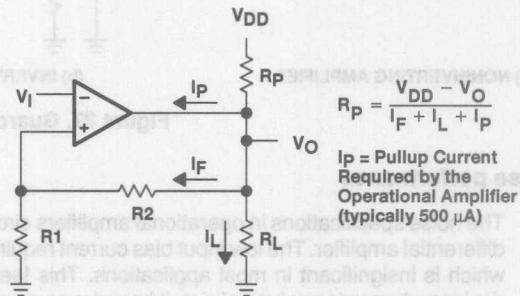 VDD
IP
RP
VI
−
+
RP = VDD − VO / IF + IL + IP
VO
IF
IP = Pullup Current
Required by the
Operational Amplifier
(typically 500 μA)
R2
R1
IL
RL